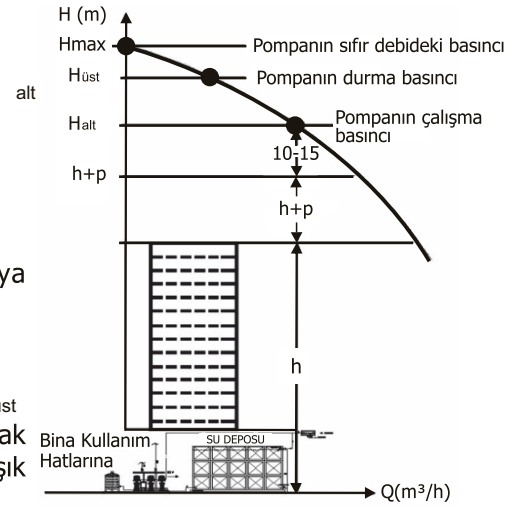 H (m)
Hmax
Pompanın sıfır debideki basıncı
Hüst
Pompanın durma basıncı
alt
Halt
Pompanın çalışma
basıncı
10-15
h+p
h+p
ya
h
üst
ak
şık
Bina Kullanım
Hatlarına
SU DEPOSU
Q(m³/h)